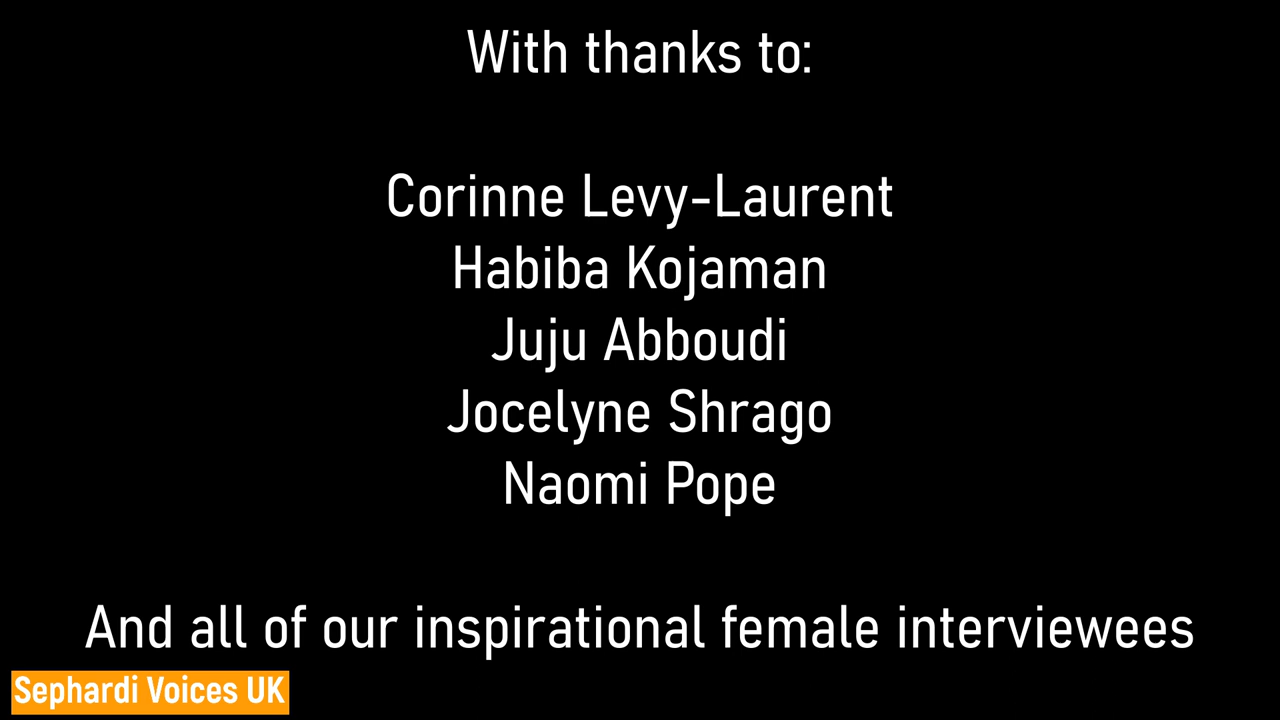 With thanks to:
Corinne Levy-Laurent
Habiba Kojaman
Juju Abboudi
Jocelyne Shrago
Naomi Pope
And all of our inspirational female interviewees
Sephardi Voices UK